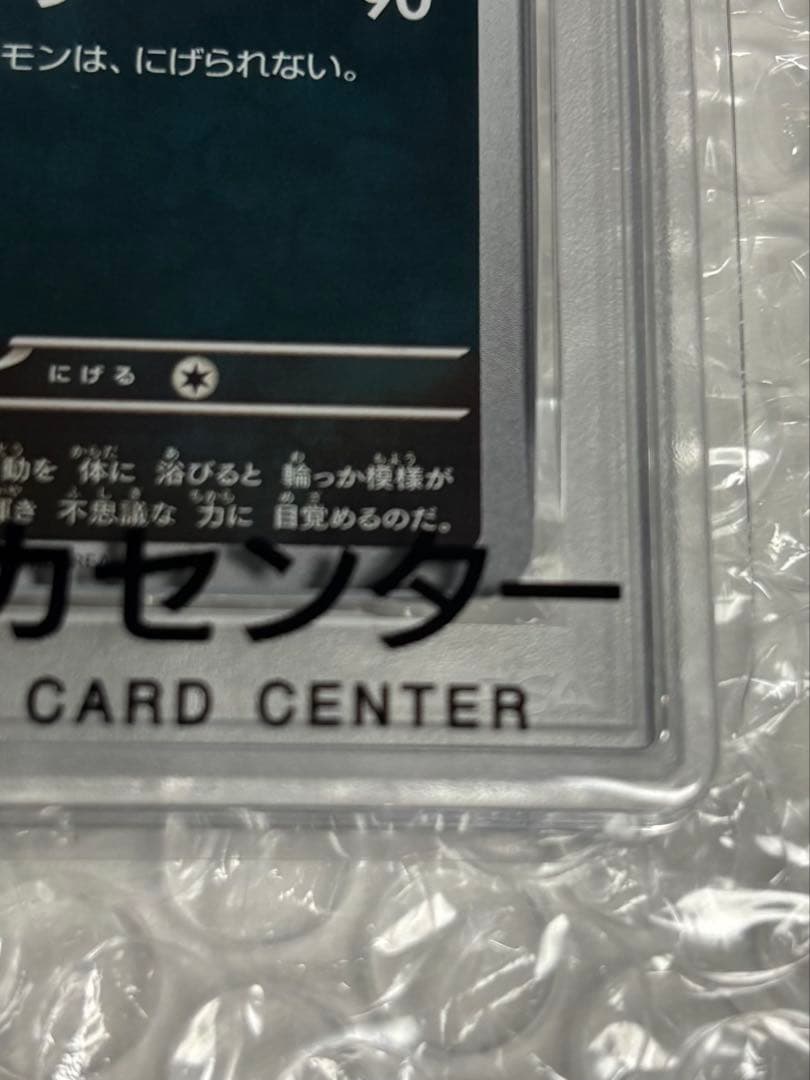 90
モンは、にげられない。
にげる
動を 体に 浴びると 輪っか模様が
き 不思議な 力に 目覚めるのだ。
カセンター
CARD CENTER